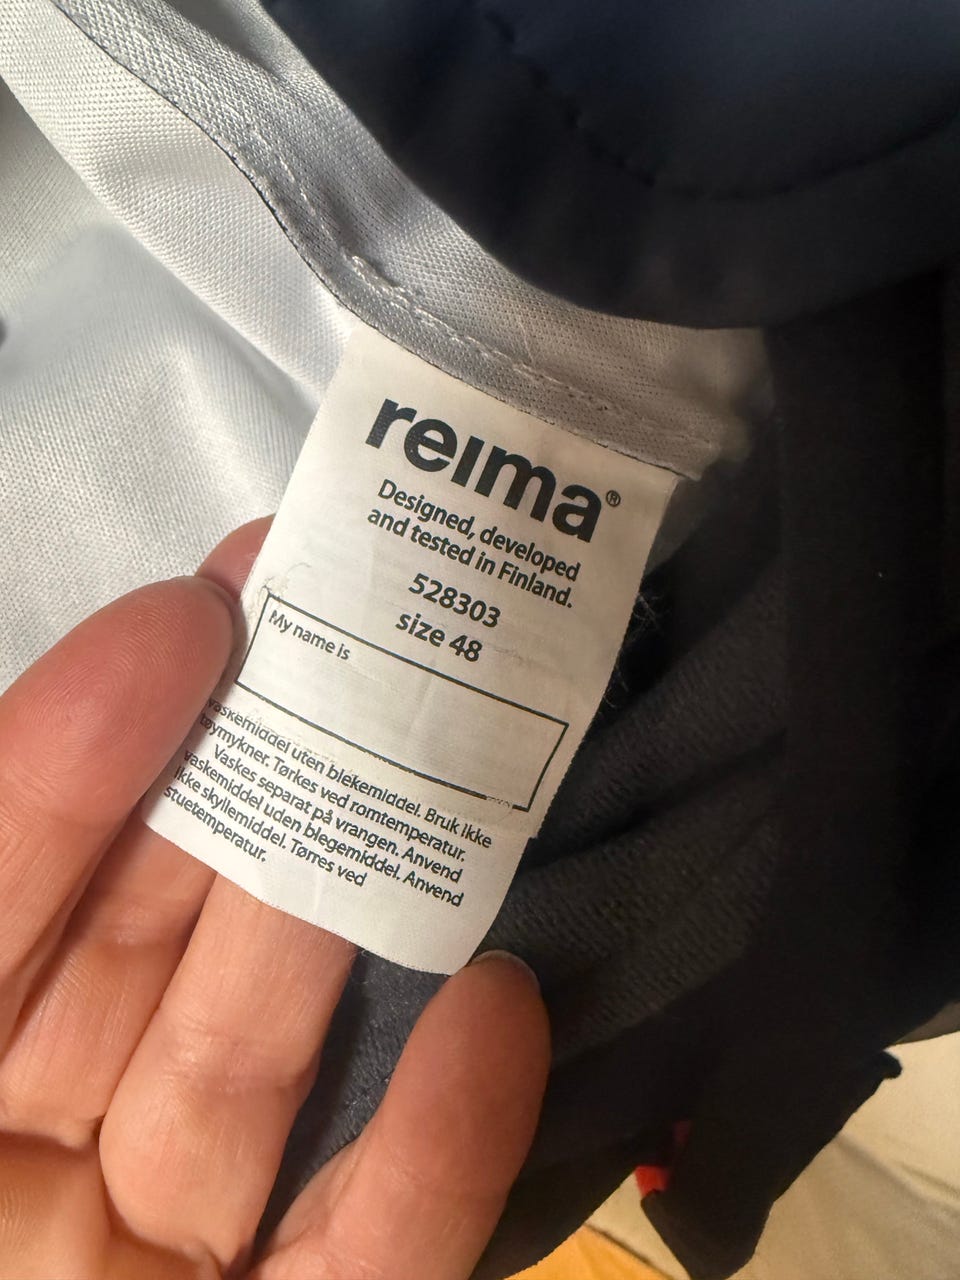 reima®
Designed, developed
and tested in Finland.
528303
size 48
My name is
vaskemiddel uten blekemiddel. Bruk ikke
tøymykner. Tørkes ved romtemperatur.
Vaskes separat på vrangen. Anvend
vaskemiddel uden blegemiddel. Anvend
ikke skyllemiddel. Tørres ved
stuetemperatur.